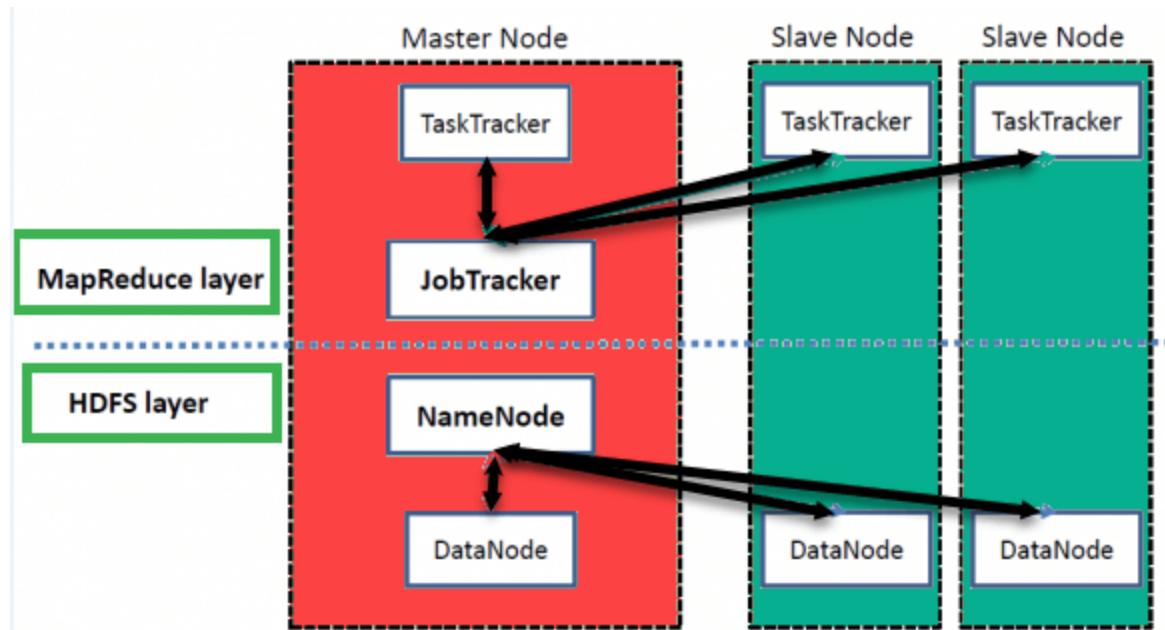 Master Node
Slave Node
Slave Node
TaskTracker
TaskTracker
TaskTracker
MapReduce layer
JobTracker
HDFS layer
NameNode
DataNode
DataNode
DataNode